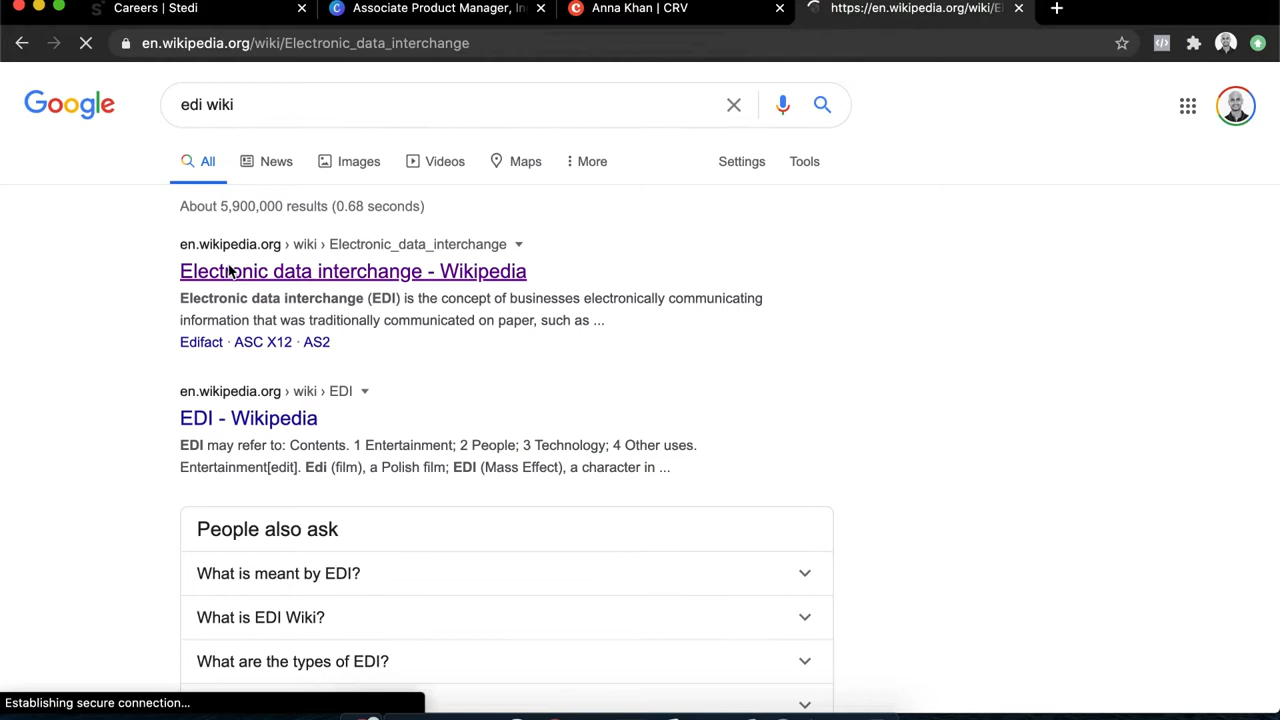 Careers | Stedi
Associate Product Manager, In
Anna Khan | CRV
https://en.wikipedia.org/wiki/El
en.wikipedia.org/wiki/Electronic_data_interchange
Google
edi wiki
All
News
Images
Videos
Maps
More
Settings
Tools
About 5,900,000 results (0.68 seconds)
en.wikipedia.org › wiki › Electronic_data_interchange
Electronic data interchange - Wikipedia
Electronic data interchange (EDI) is the concept of businesses electronically communicating
information that was traditionally communicated on paper, such as ...
Edifact · ASC X12 · AS2
en.wikipedia.org › wiki › EDI
EDI - Wikipedia
EDI may refer to: Contents. 1 Entertainment; 2 People; 3 Technology; 4 Other uses.
Entertainment[edit]. Edi (film), a Polish film; EDI (Mass Effect), a character in ...
People also ask
What is meant by EDI?
What is EDI Wiki?
What are the types of EDI?
Establishing secure connection...